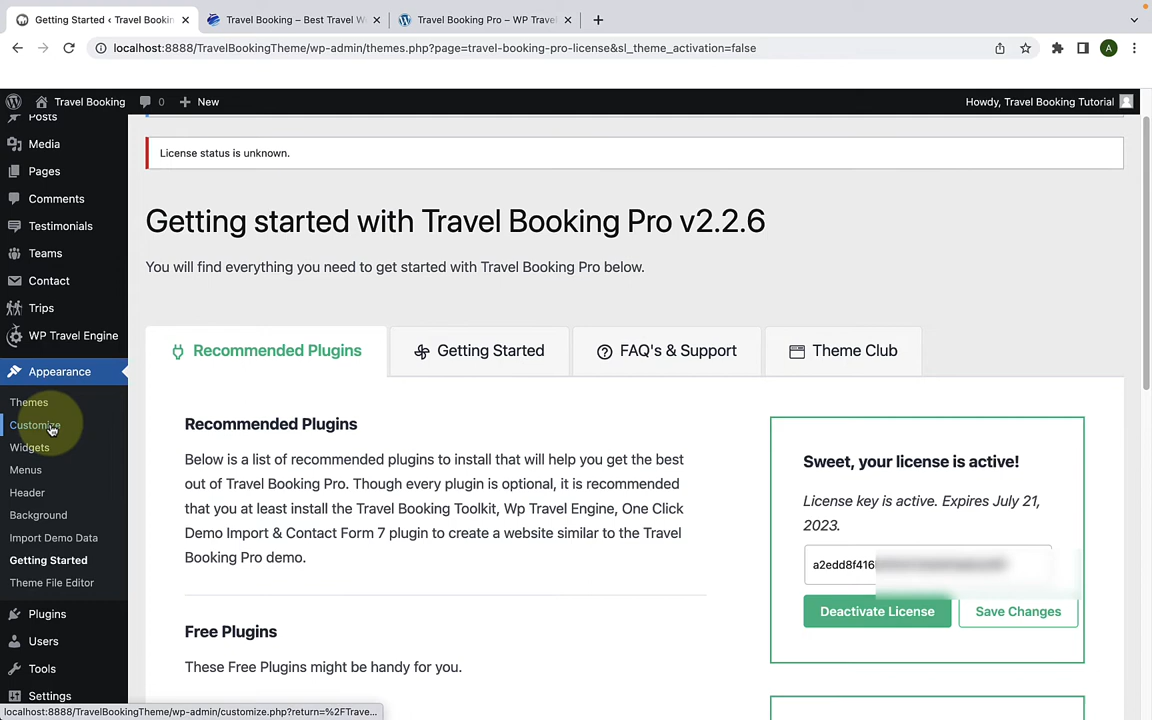 Getting Started ‹ Travel Bookin
Travel Booking – Best Travel W
Travel Booking Pro – WP Trave
localhost:8888/TravelBookingTheme/wp-admin/themes.php?page=travel-booking-pro-license&sl_theme_activation=false
A
Travel Booking
0
New
Howdy, Travel Booking Tutorial
Posts
Media
Pages
Comments
Testimonials
Teams
Contact
Trips
WP Travel Engine
Appearance
Themes
Customize
Widgets
Menus
Header
Background
Import Demo Data
Getting Started
Theme File Editor
Plugins
Users
Tools
Settings
License status is unknown.
Getting started with Travel Booking Pro v2.2.6
You will find everything you need to get started with Travel Booking Pro below.
Recommended Plugins
Getting Started
FAQ's & Support
Theme Club
Recommended Plugins
Below is a list of recommended plugins to install that will help you get the best
out of Travel Booking Pro. Though every plugin is optional, it is recommended
that you at least install the Travel Booking Toolkit, Wp Travel Engine, One Click
Demo Import & Contact Form 7 plugin to create a website similar to the Travel
Booking Pro demo.
Free Plugins
These Free Plugins might be handy for you.
Sweet, your license is active!
License key is active. Expires July 21,
2023.
a2edd8f416
Deactivate License
Save Changes
localhost:8888/TravelBookingTheme/wp-admin/customize.php?return=%2FTrave...